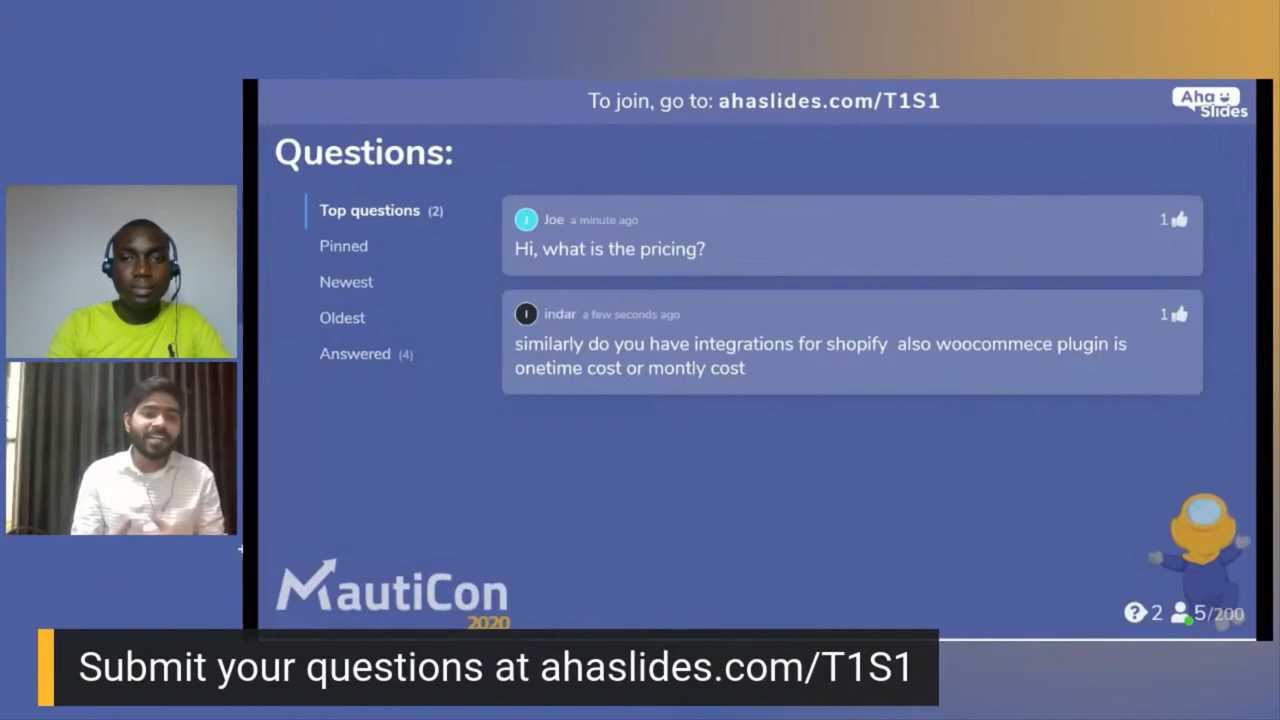 To join, go to: ahaslides.com/T1S1
Aha
Slides
Questions:
Top questions (2)
Pinned
Newest
Oldest
Answered (4)
J Joe a minute ago
1
Hi, what is the pricing?
I indar a few seconds ago
1
similarly do you have integrations for shopify also woocommece plugin is
onetime cost or montly cost
MautiCon
2020
? 2 5/200
Submit your questions at ahaslides.com/T1S1